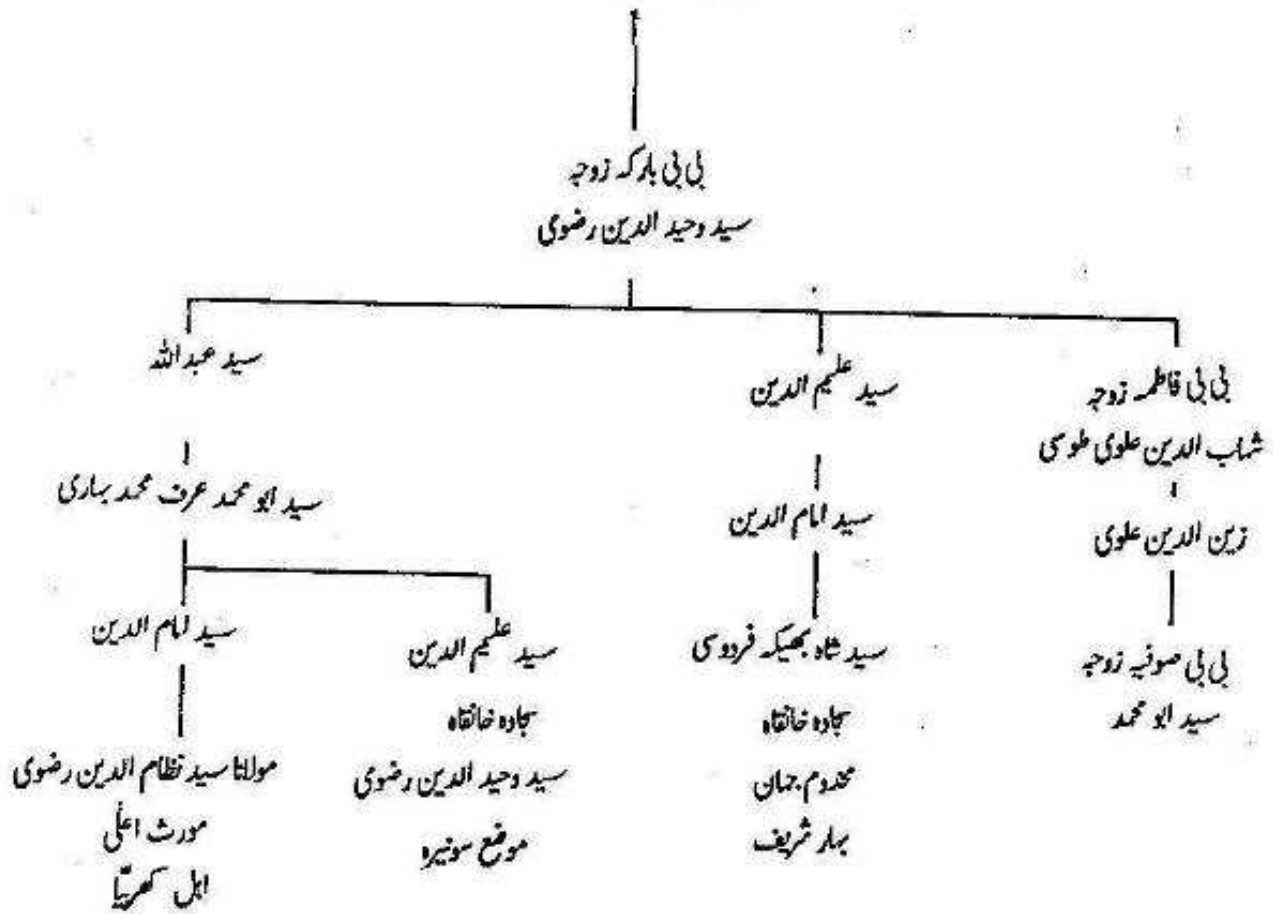 بی بی بارکہ زوجہ
سید وحید الدین رضوی
بی بی فاطمہ زوجہ
شہاب الدین علوی طوسی
زین الدین علوی
بی بی صوفیہ زوجہ
سید ابو محمد
سید علیم الدین
سید امام الدین
سید شاہ بھیکہ فردوسی
سجادہ خانقاہ
مخدوم جہاں
بہار شریف
سید عبداللہ
سید ابو محمد عرف محمد بہاری
سید علیم الدین
سجادہ خانقاہ
سید وحید الدین رضوی
موضع سونیرہ
سید امام الدین
مولانا سید نظام الدین رضوی
مورث اعلٰی
اہل کھرٹیا